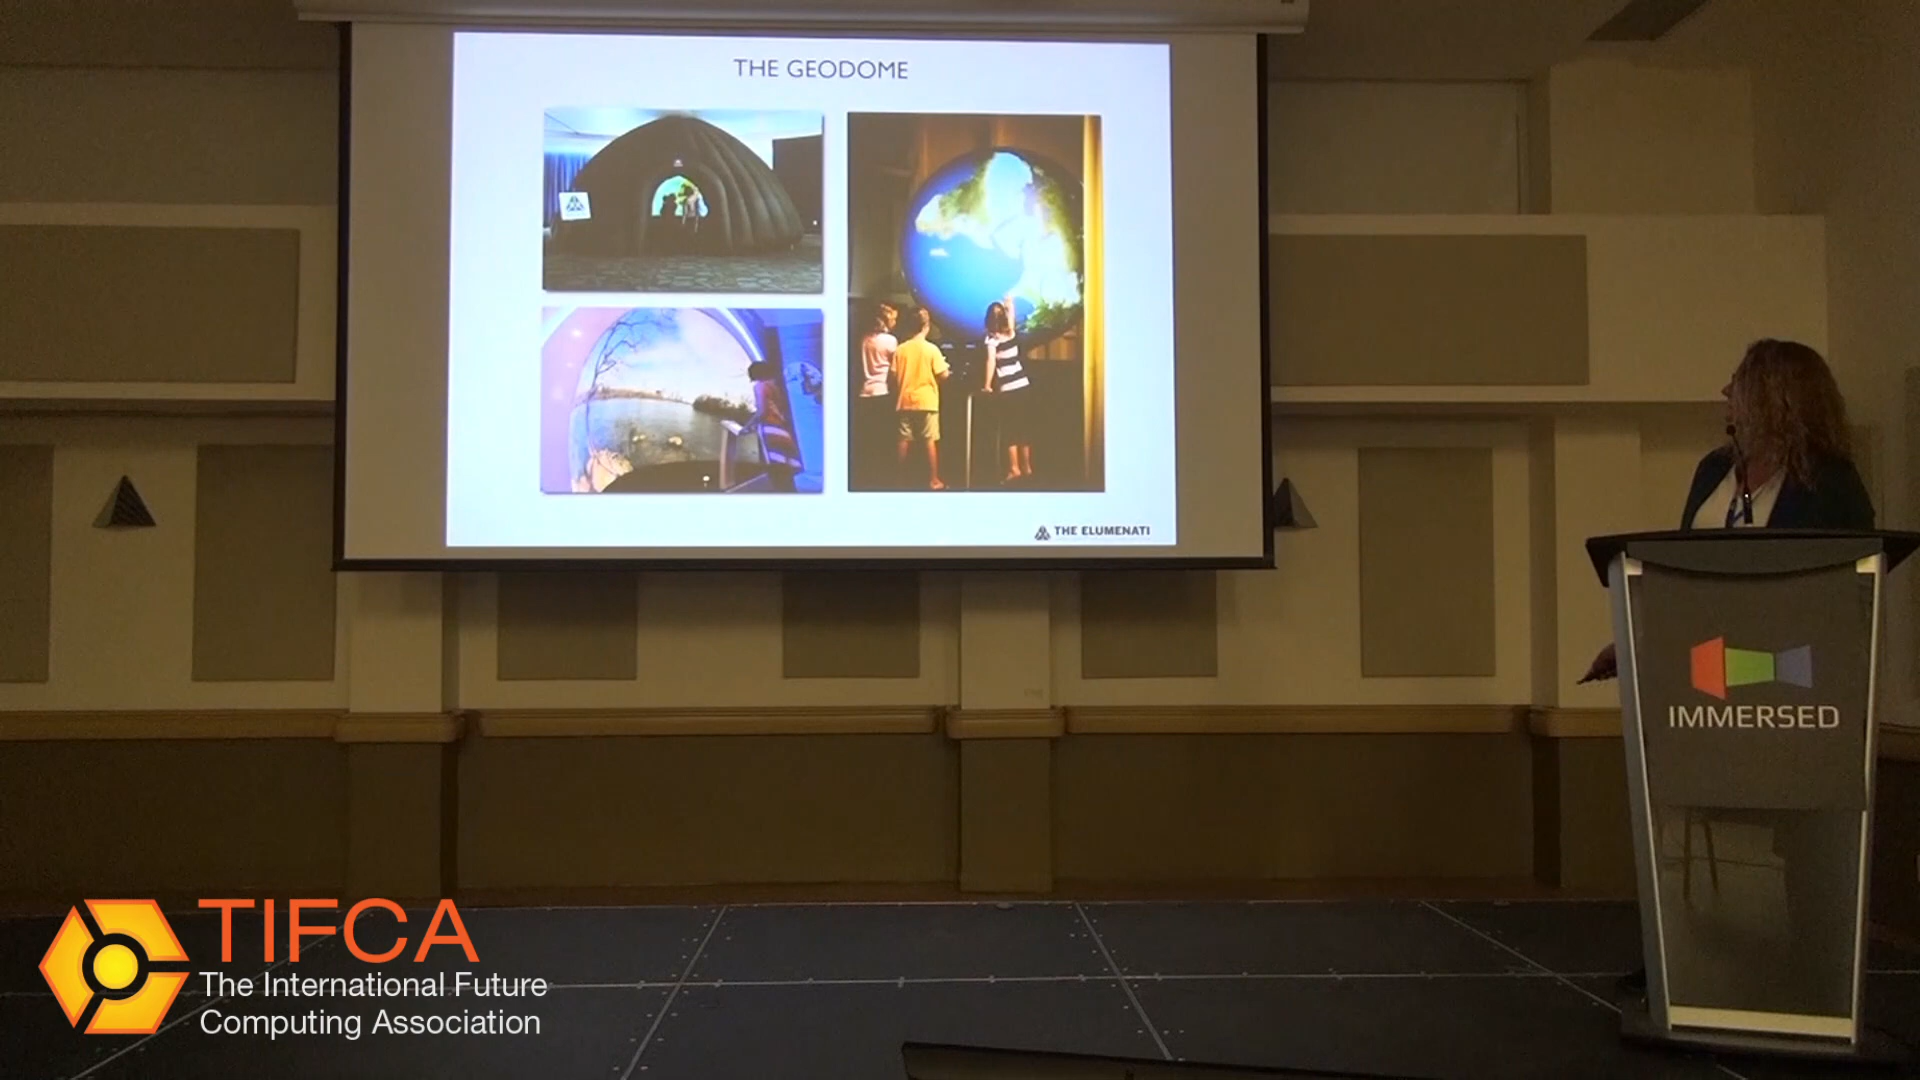 THE GEODOME
THE ELUMENATI
IMMERSED
TIFCA
The International Future
Computing Association